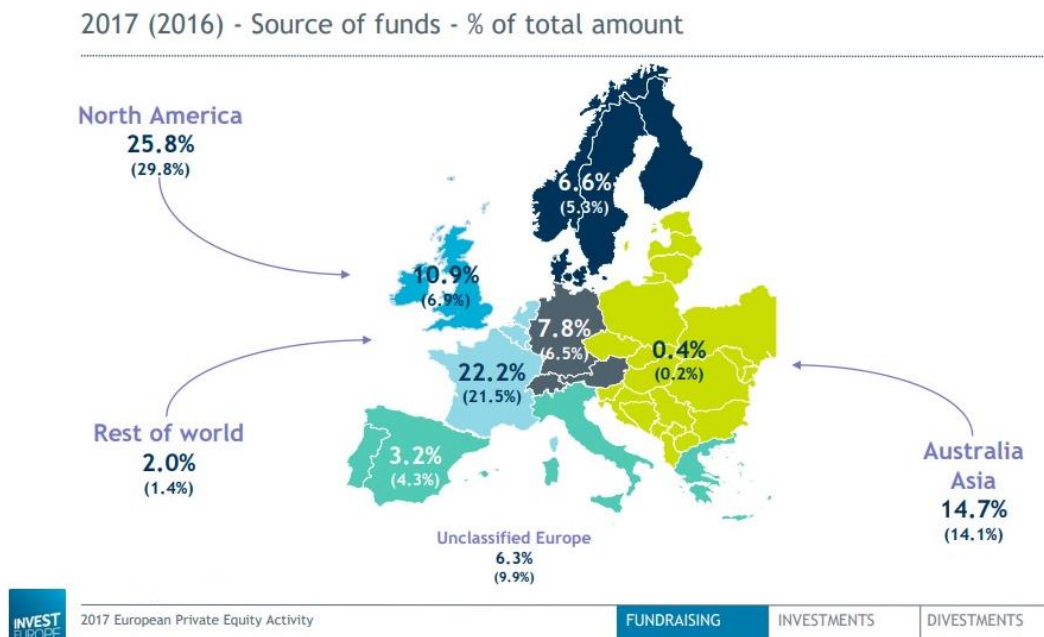 2017 (2016) - Source of funds - % of total amount
North America
25.8%
(29.8%)
6.6%
(5.3%)
10.9%
(6.9%)
7.8%
(6.5%)
0.4%
(0.2%)
22.2%
(21.5%)
Rest of world
2.0%
(1.4%)
3.2%
(4.3%)
Australia
Asia
14.7%
(14.1%)
Unclassified Europe
6.3%
(9.9%)
INVEST
EUROPE
2017 European Private Equity Activity
FUNDRAISING
INVESTMENTS
DIVESTMENTS